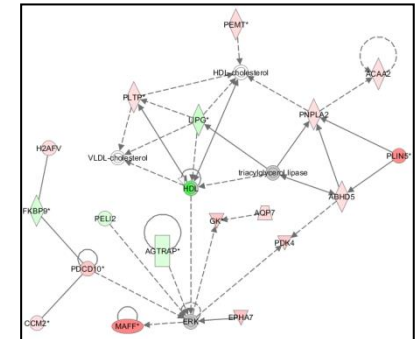 PEMT*
HDL-cholesterol
ACAA2
PLTP*
LIPG*
PNPLA2
H2AFV
VLDL-cholesterol
PLIN5*
triacylglycerol lipase
HDL
ABHD5
FKBP9*
PELI2
GK*
AQP7
AGTRAP*
PDK4
PDCD10*
CCM2*
MAFF*
ERK
EPHA7